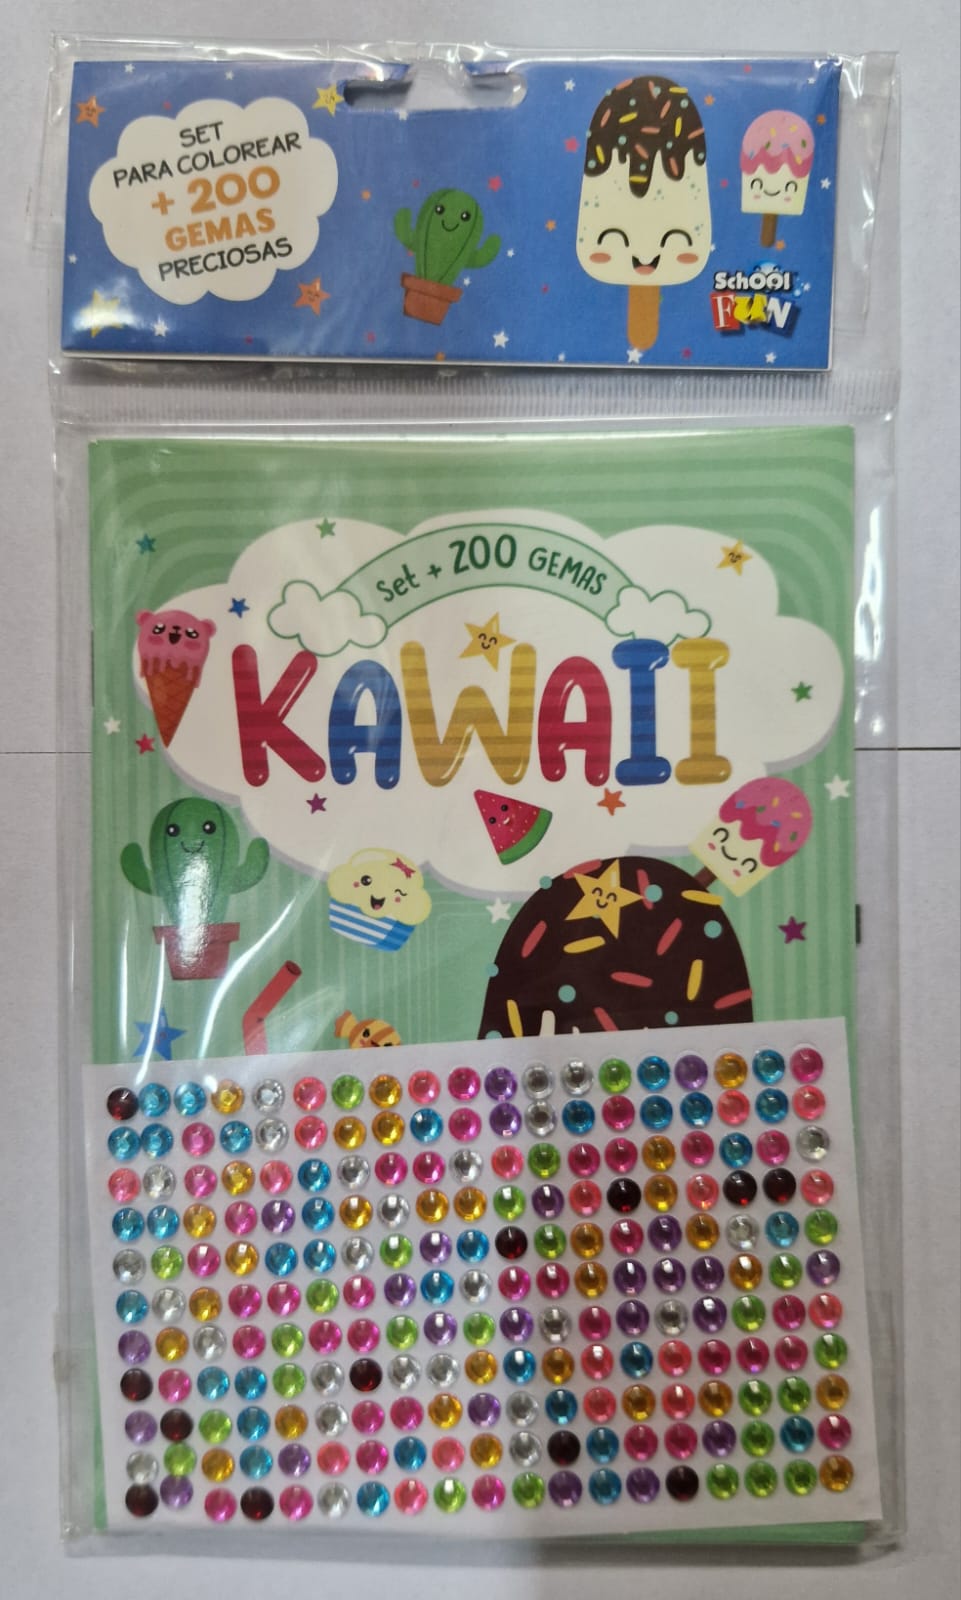 SET
PARA COLOREAR
+ 200
GEMAS
PRECIOSAS
SCHOOL
FUN
Set + 200 GEMAS
KAWAII